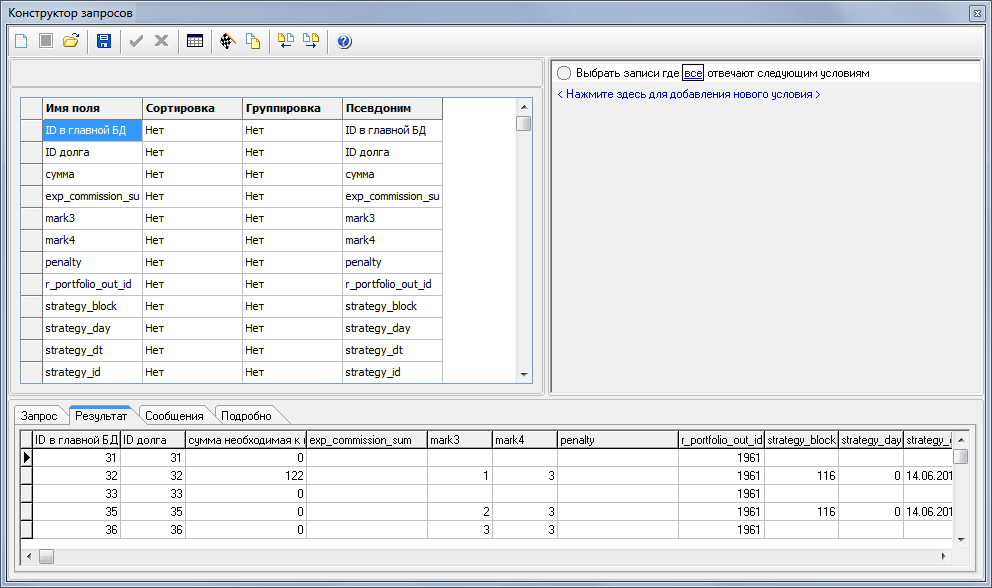 Конструктор запросов
Выбрать записи где все отвечают следующим условиям
< Нажмите здесь для добавления нового условия >
Имя поля Сортировка Группировка Псевдоним
ID в главной БД Нет Нет ID в главной БД
ID долга Нет Нет ID долга
сумма Нет Нет сумма
exp_commission_su Нет Нет exp_commission_su
mark3 Нет Нет mark3
mark4 Нет Нет mark4
penalty Нет Нет penalty
r_portfolio_out_id Нет Нет r_portfolio_out_id
strategy_block Нет Нет strategy_block
strategy_day Нет Нет strategy_day
strategy_dt Нет Нет strategy_dt
strategy_id Нет Нет strategy_id
Запрос Результат Сообщения Подробно
ID в главной БД ID долга сумма необходимая к exp_commission_sum mark3 mark4 penalty r_portfolio_out_id strategy_block strategy_day strategy_
31 31 0 1961
32 32 122 1 3 1961 116 0 14.06.201
33 33 0 1961
35 35 0 2 3 1961 116 0 14.06.201
36 36 0 3 3 1961